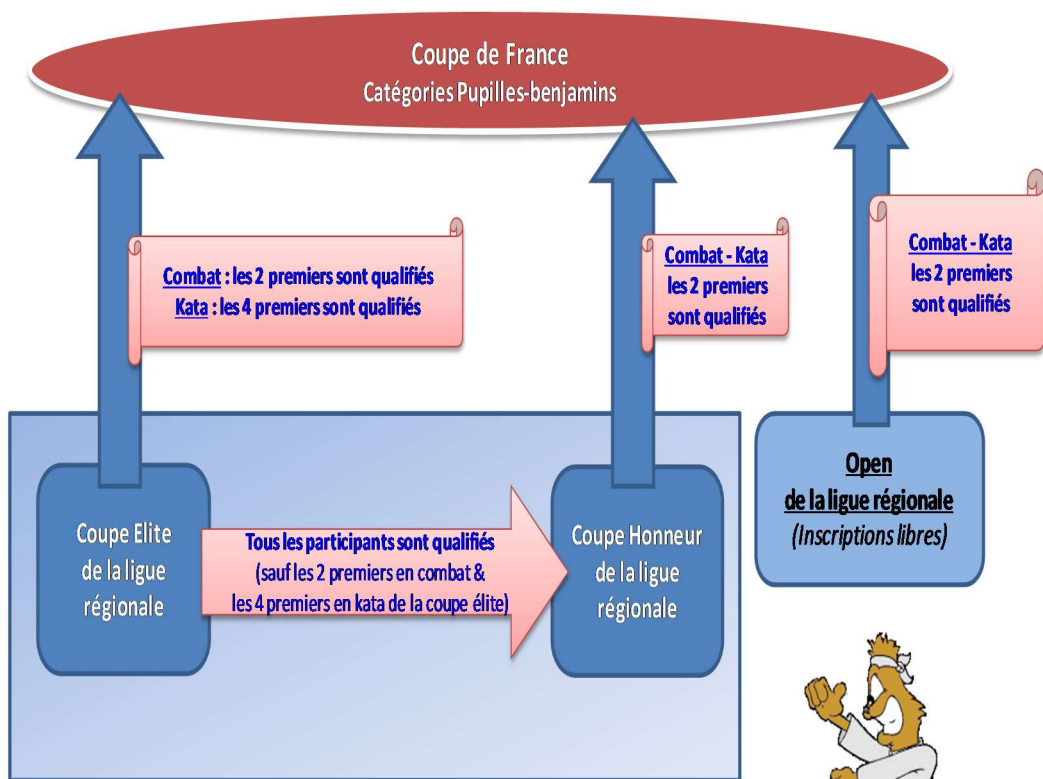 Coupe de France
Catégories Pupilles-benjamins
Combat : les 2 premiers sont qualifiés
Kata : les 4 premiers sont qualifiés
Combat - Kata
les 2 premiers
sont qualifiés
Combat - Kata
les 2 premiers
sont qualifiés
Coupe Elite
de la ligue
régionale
Tous les participants sont qualifiés
(sauf les 2 premiers en combat &
les 4 premiers en kata de la coupe élite)
Coupe Honneur
de la ligue
régionale
Open
de la ligue régionale
(Inscriptions libres)